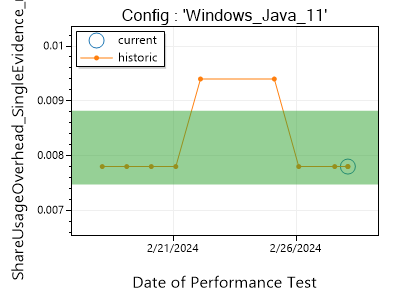 Config : 'Windows_Java_11'
ShareUsageOverhead_SingleEvidence_
0.01
0.009
0.008
0.007
current
historic
2/21/2024
2/26/2024
Date of Performance Test